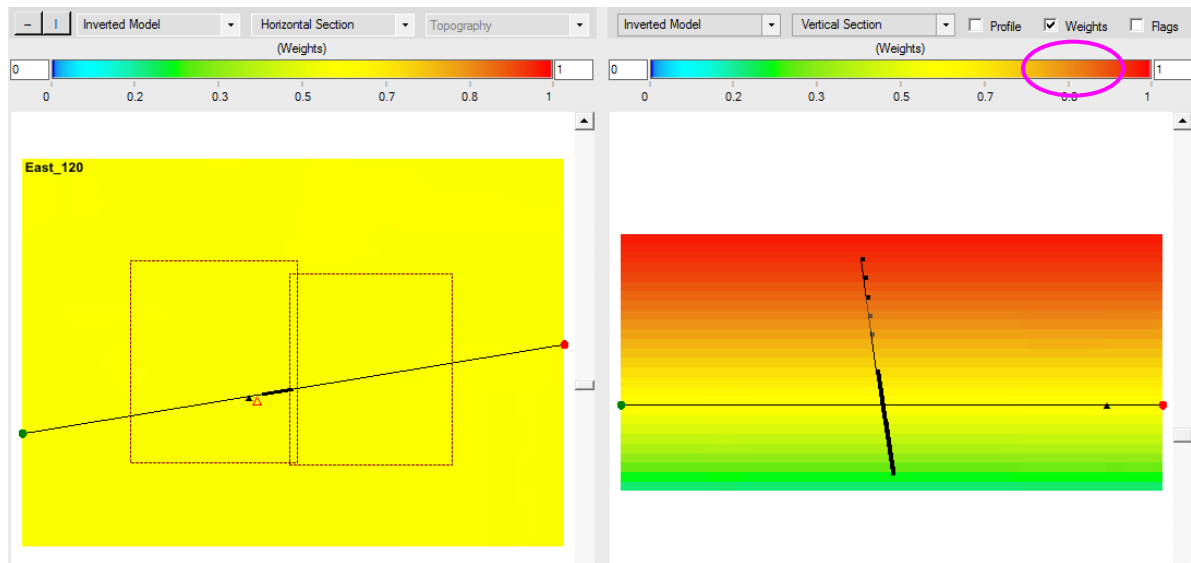 – | Inverted Model Horizontal Section Topography
(Weights)
0 1
0 0.2 0.3 0.5 0.7 0.8 1
East_120
Inverted Model Vertical Section Profile Weights Flags
(Weights)
0 1
0 0.2 0.3 0.5 0.7 0.8 1